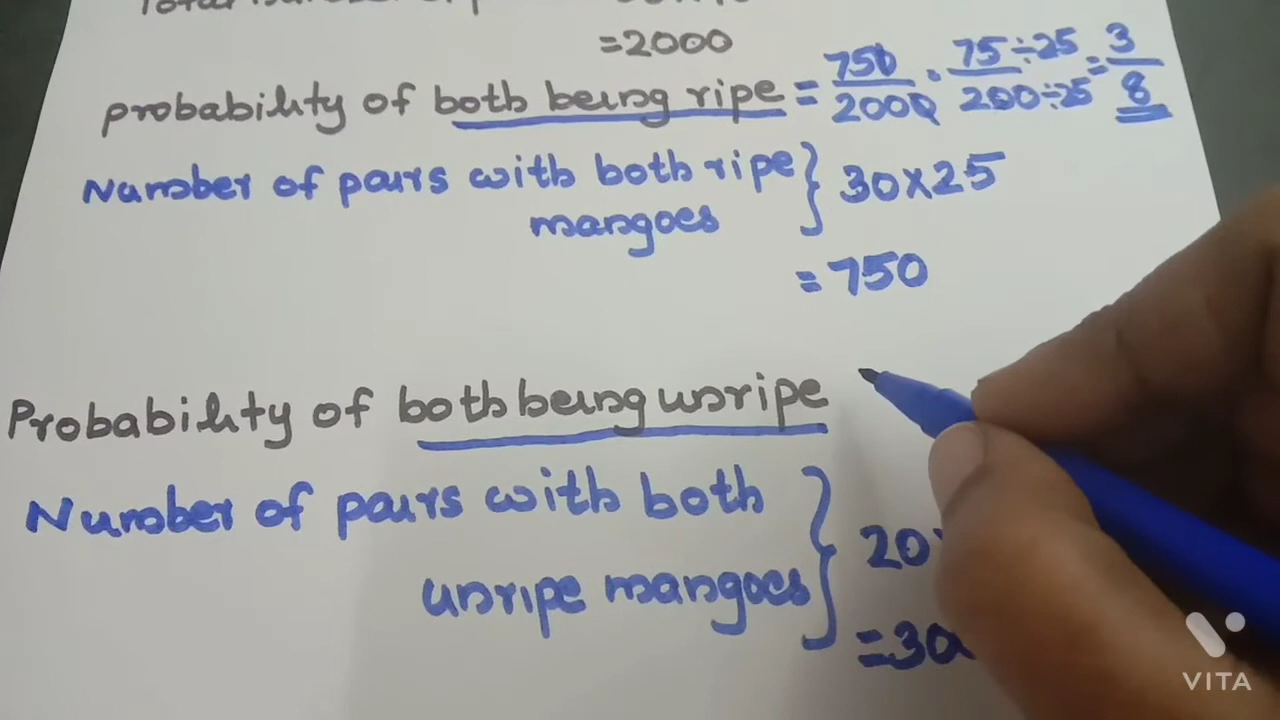 =2000
probability of both being ripe = 750/2000 = 75÷25/200÷25 = 3/8
Number of pairs with both ripe mangoes } 30×25
=750
Probability of both being unripe
Number of pairs with both unripe mangoes } 20
=30
VITA